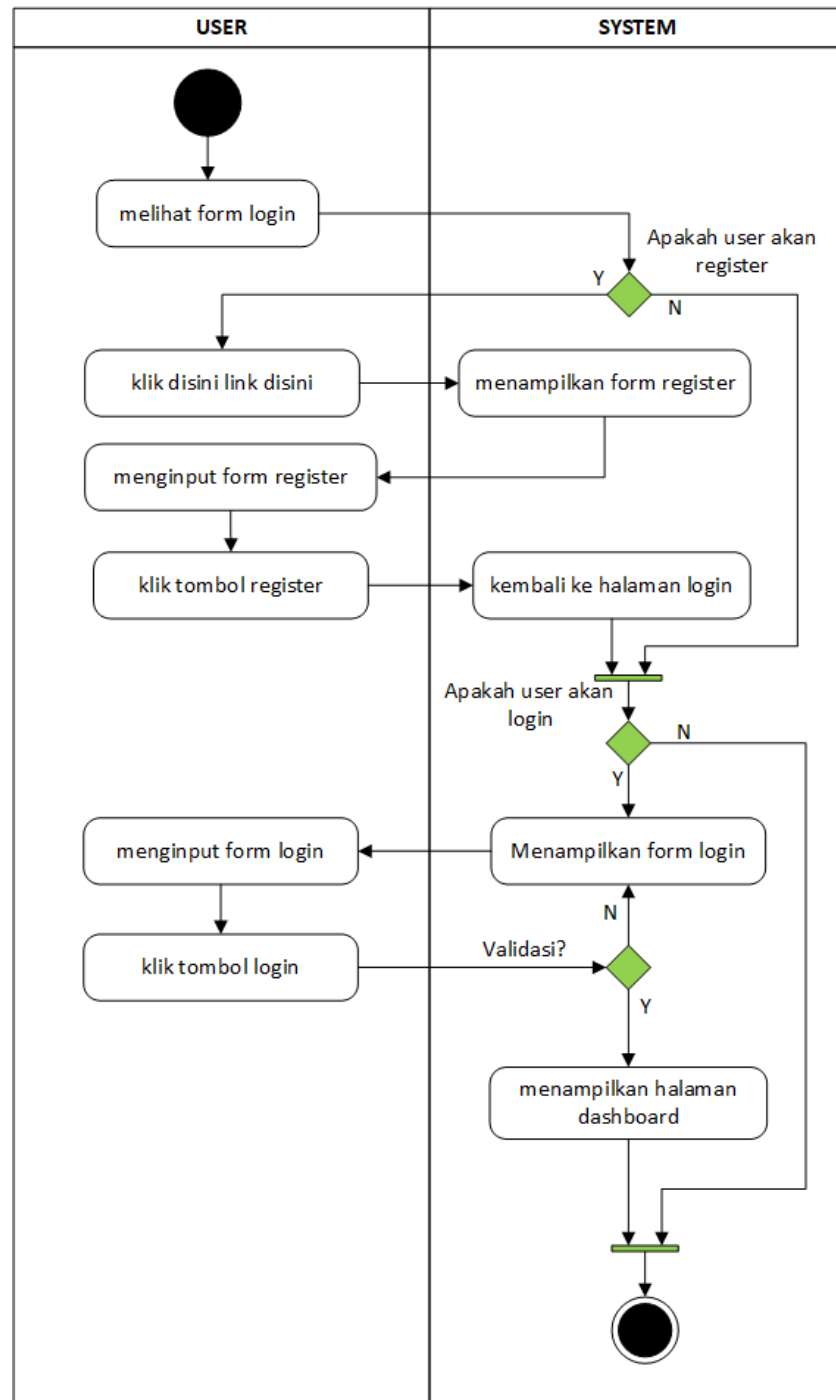 USER
SYSTEM
melihat form login
Apakah user akan
register
Y
N
klik disini link disini
menampilkan form register
menginput form register
klik tombol register
kembali ke halaman login
Apakah user akan
login
N
Y
menginput form login
Menampilkan form login
N
klik tombol login
Validasi?
Y
menampilkan halaman
dashboard